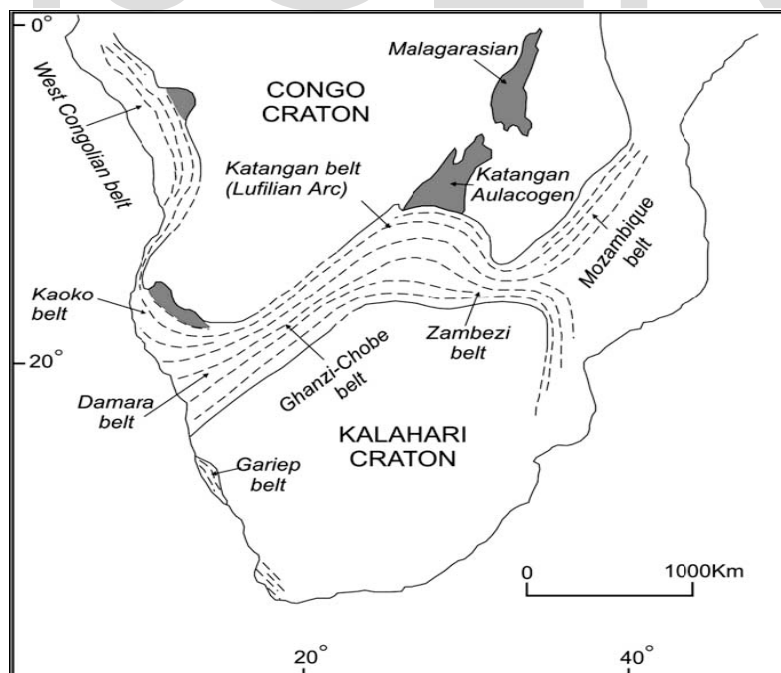 0°
Malagarasian
West Congolian belt
CONGO
CRATON
Katangan belt
(Lufilian Arc)
Katangan
Aulacogen
Mozambique
belt
Kaoko
belt
Zambezi
belt
Ghanzi-Chobe
belt
20°
Damara
belt
KALAHARI
CRATON
Gariep
belt
0
1000Km
20°
40°